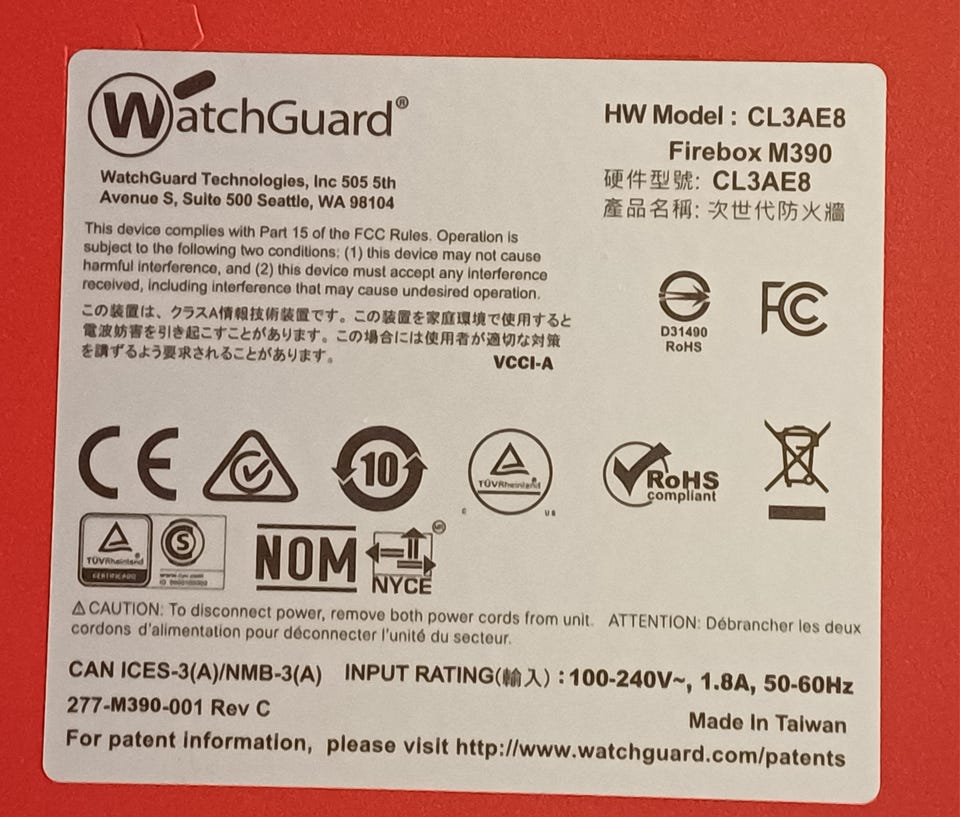 WatchGuard®
HW Model : CL3AE8
Firebox M390
硬件型號: CL3AE8
產品名稱: 次世代防火牆
WatchGuard Technologies, Inc 505 5th
Avenue S, Suite 500 Seattle, WA 98104
This device complies with Part 15 of the FCC Rules. Operation is
subject to the following two conditions: (1) this device may not cause
harmful interference, and (2) this device must accept any interference
received, including interference that may cause undesired operation.
この装置は、クラスA情報技術装置です。この装置を家庭環境で使用すると
電波妨害を引き起こすことがあります。この場合には使用者が適切な対策
を講ずるよう要求されることがあります。
VCCI-A
D31490
RoHS
FC
CE
10
TÜVRheinland®
C US
RoHS
compliant
TÜVRheinland®
CERTIFICADO
S
NOM
NYCE
MR
⚠CAUTION: To disconnect power, remove both power cords from unit. ATTENTION: Débrancher les deux
cordons d'alimentation pour déconnecter l'unité du secteur.
CAN ICES-3(A)/NMB-3(A) INPUT RATING(輸入) : 100-240V~, 1.8A, 50-60Hz
277-M390-001 Rev C
Made In Taiwan
For patent information, please visit http://www.watchguard.com/patents